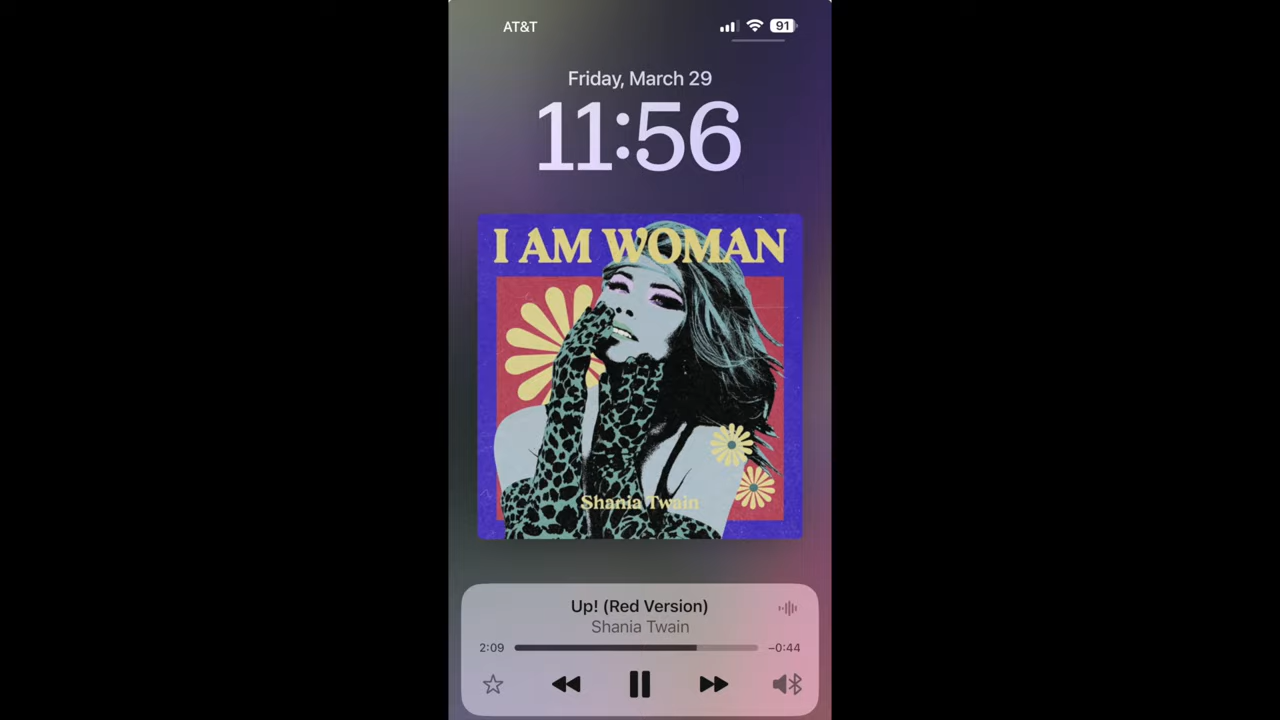 AT&T
91
Friday, March 29
11:56
I AM WOMAN
Shania Twain
Up! (Red Version)
Shania Twain
2:09
-0:44